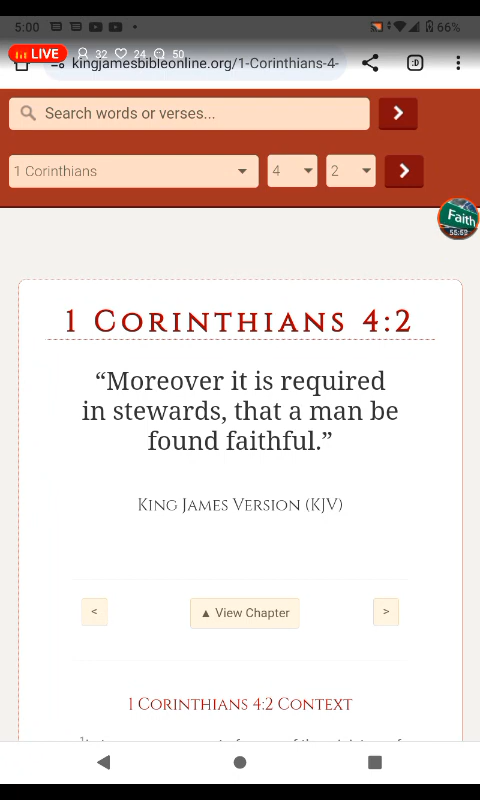 5:00 66%
LIVE 32 24 50
kingjamesbibleonline.org/1-Corinthians-4- :D
Search words or verses...
1 Corinthians 4 2
Faith
55:52
1 CORINTHIANS 4:2
“Moreover it is required
in stewards, that a man be
found faithful.”
KING JAMES VERSION (KJV)
< ▲ View Chapter >
1 CORINTHIANS 4:2 CONTEXT